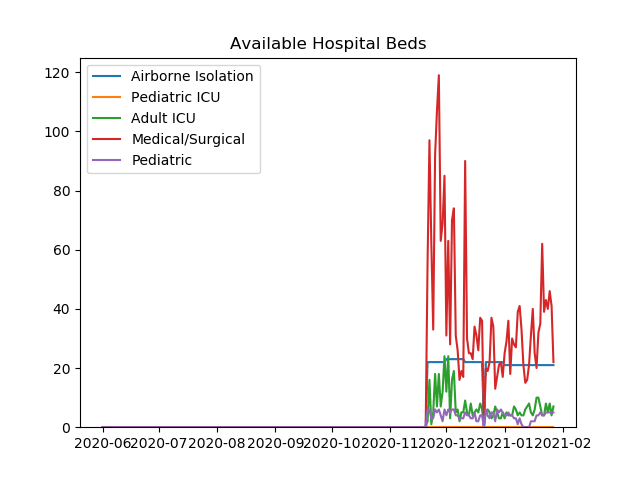 Available Hospital Beds
120
100
80
60
40
20
0
Airborne Isolation
Pediatric ICU
Adult ICU
Medical/Surgical
Pediatric
2020-06 2020-07 2020-08 2020-09 2020-10 2020-11 2020-12 2021-01 2021-02